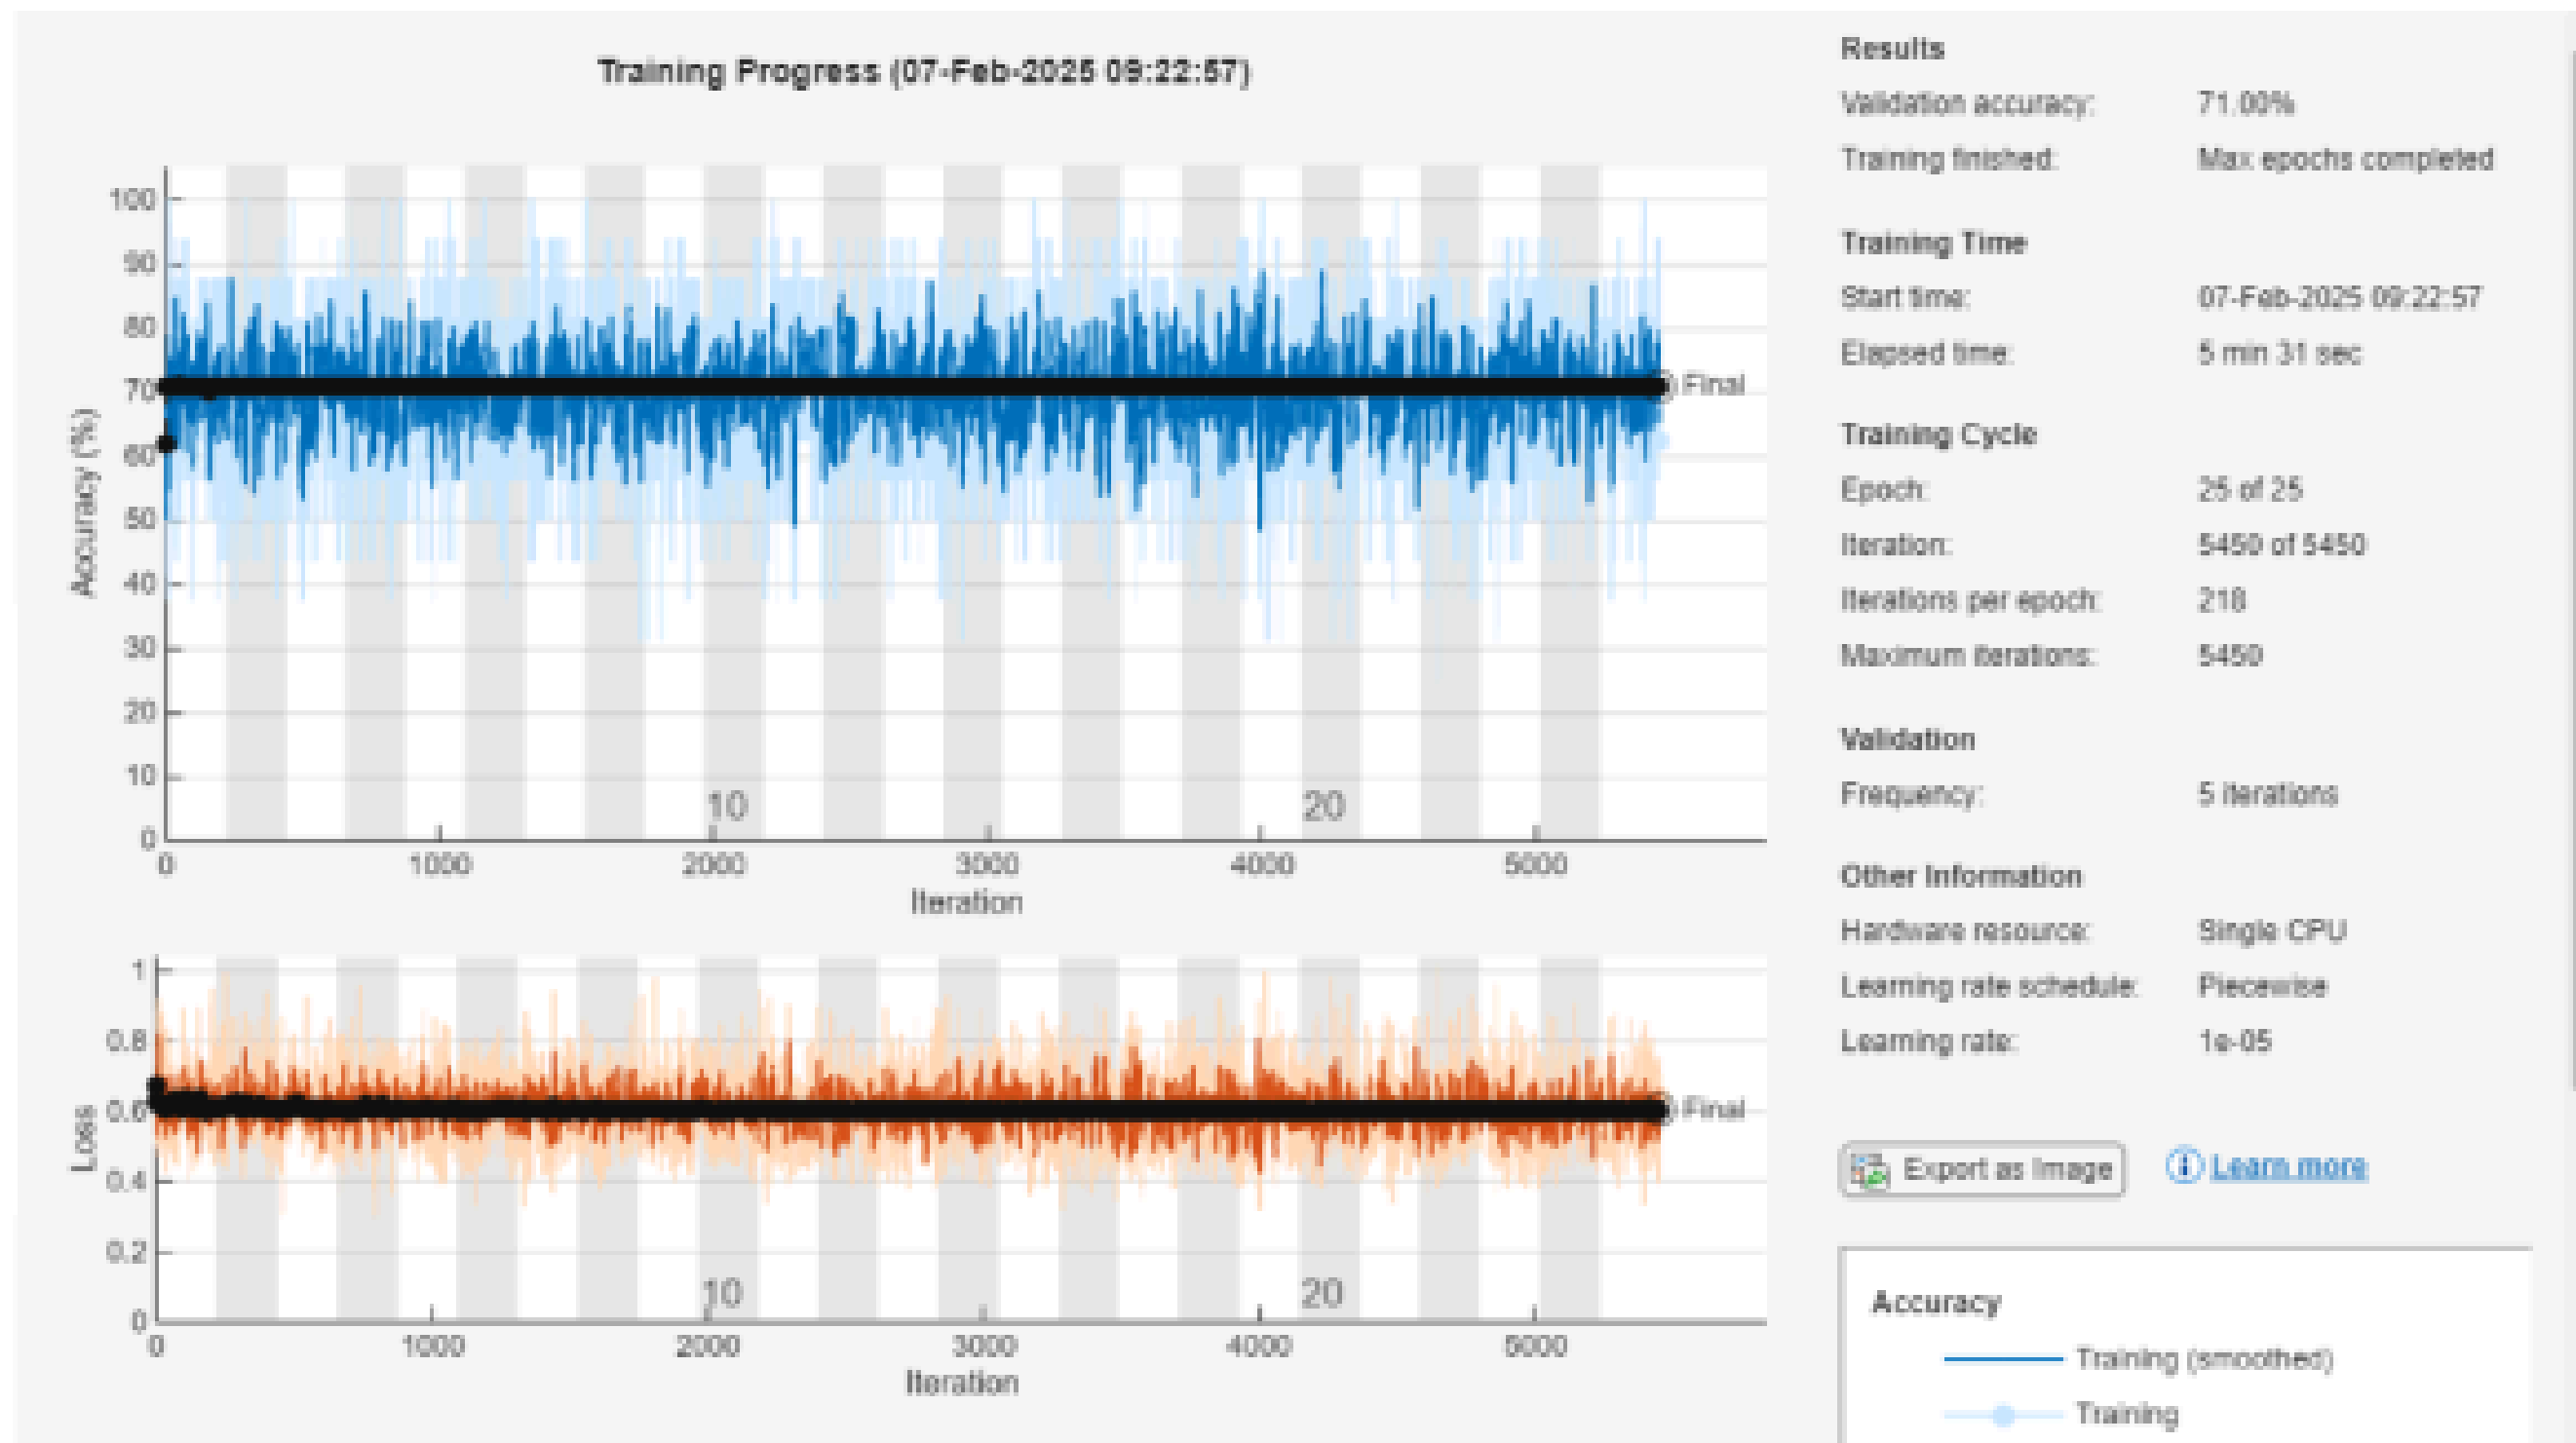 Training Progress (07-Feb-2025 09:22:57)
100
90
80
70
60
50
40
30
20
10
0
Accuracy (%)
Final
10
20
0
1000
2000
3000
4000
5000
Iteration
1
0.8
0.6
0.4
0.2
0
Loss
Final
10
20
0
1000
2000
3000
4000
5000
Iteration
Results
Validation accuracy: 71.00%
Training finished: Max epochs completed
Training Time
Start time: 07-Feb-2025 09:22:57
Elapsed time: 5 min 31 sec
Training Cycle
Epoch: 25 of 25
Iteration: 5450 of 5450
Iterations per epoch: 218
Maximum iterations: 5450
Validation
Frequency: 5 iterations
Other Information
Hardware resource: Single CPU
Learning rate schedule: Piecewise
Learning rate: 1e-05
Export as Image
Learn more
Accuracy
Training (smoothed)
Training